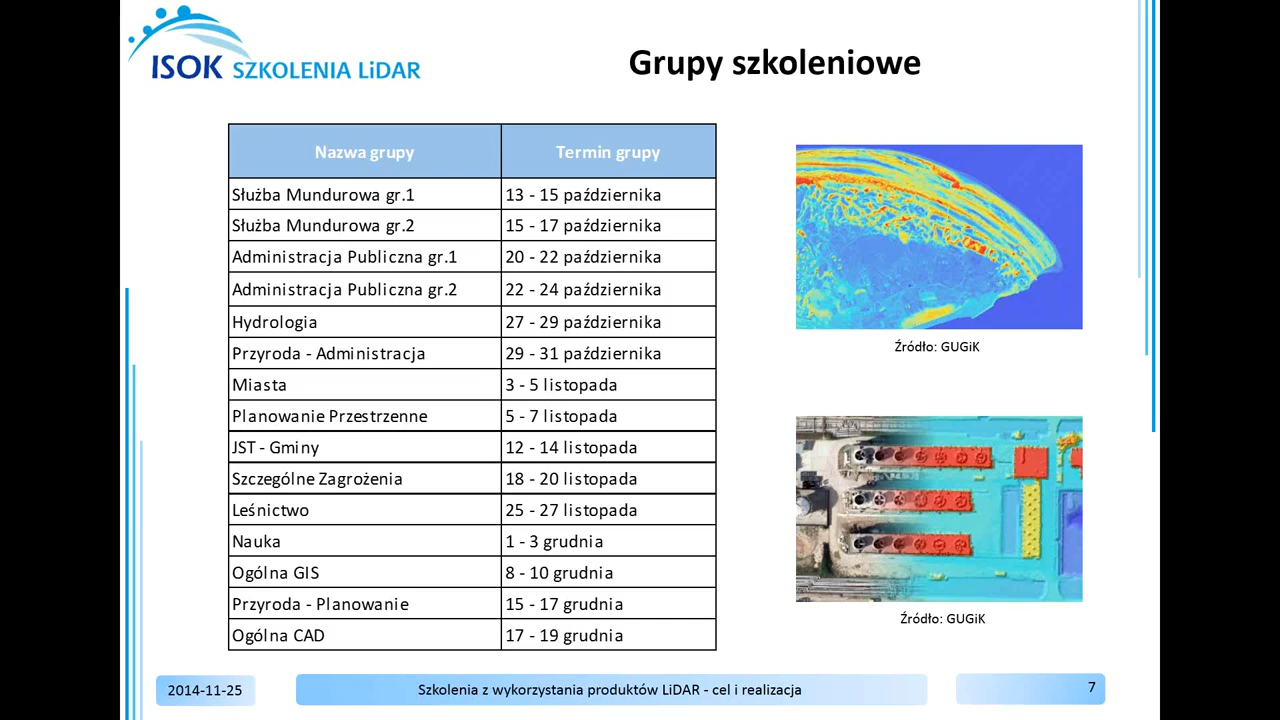 ISOK SZKOLENIA LiDAR
Grupy szkoleniowe
Nazwa grupy Termin grupy
Służba Mundurowa gr.1 13 - 15 października
Służba Mundurowa gr.2 15 - 17 października
Administracja Publiczna gr.1 20 - 22 października
Administracja Publiczna gr.2 22 - 24 października
Hydrologia 27 - 29 października
Przyroda - Administracja 29 - 31 października
Miasta 3 - 5 listopada
Planowanie Przestrzenne 5 - 7 listopada
JST - Gminy 12 - 14 listopada
Szczególne Zagrożenia 18 - 20 listopada
Leśnictwo 25 - 27 listopada
Nauka 1 - 3 grudnia
Ogólna GIS 8 - 10 grudnia
Przyroda - Planowanie 15 - 17 grudnia
Ogólna CAD 17 - 19 grudnia
Źródło: GUGiK
Źródło: GUGiK
2014-11-25
Szkolenia z wykorzystania produktów LiDAR - cel i realizacja
7